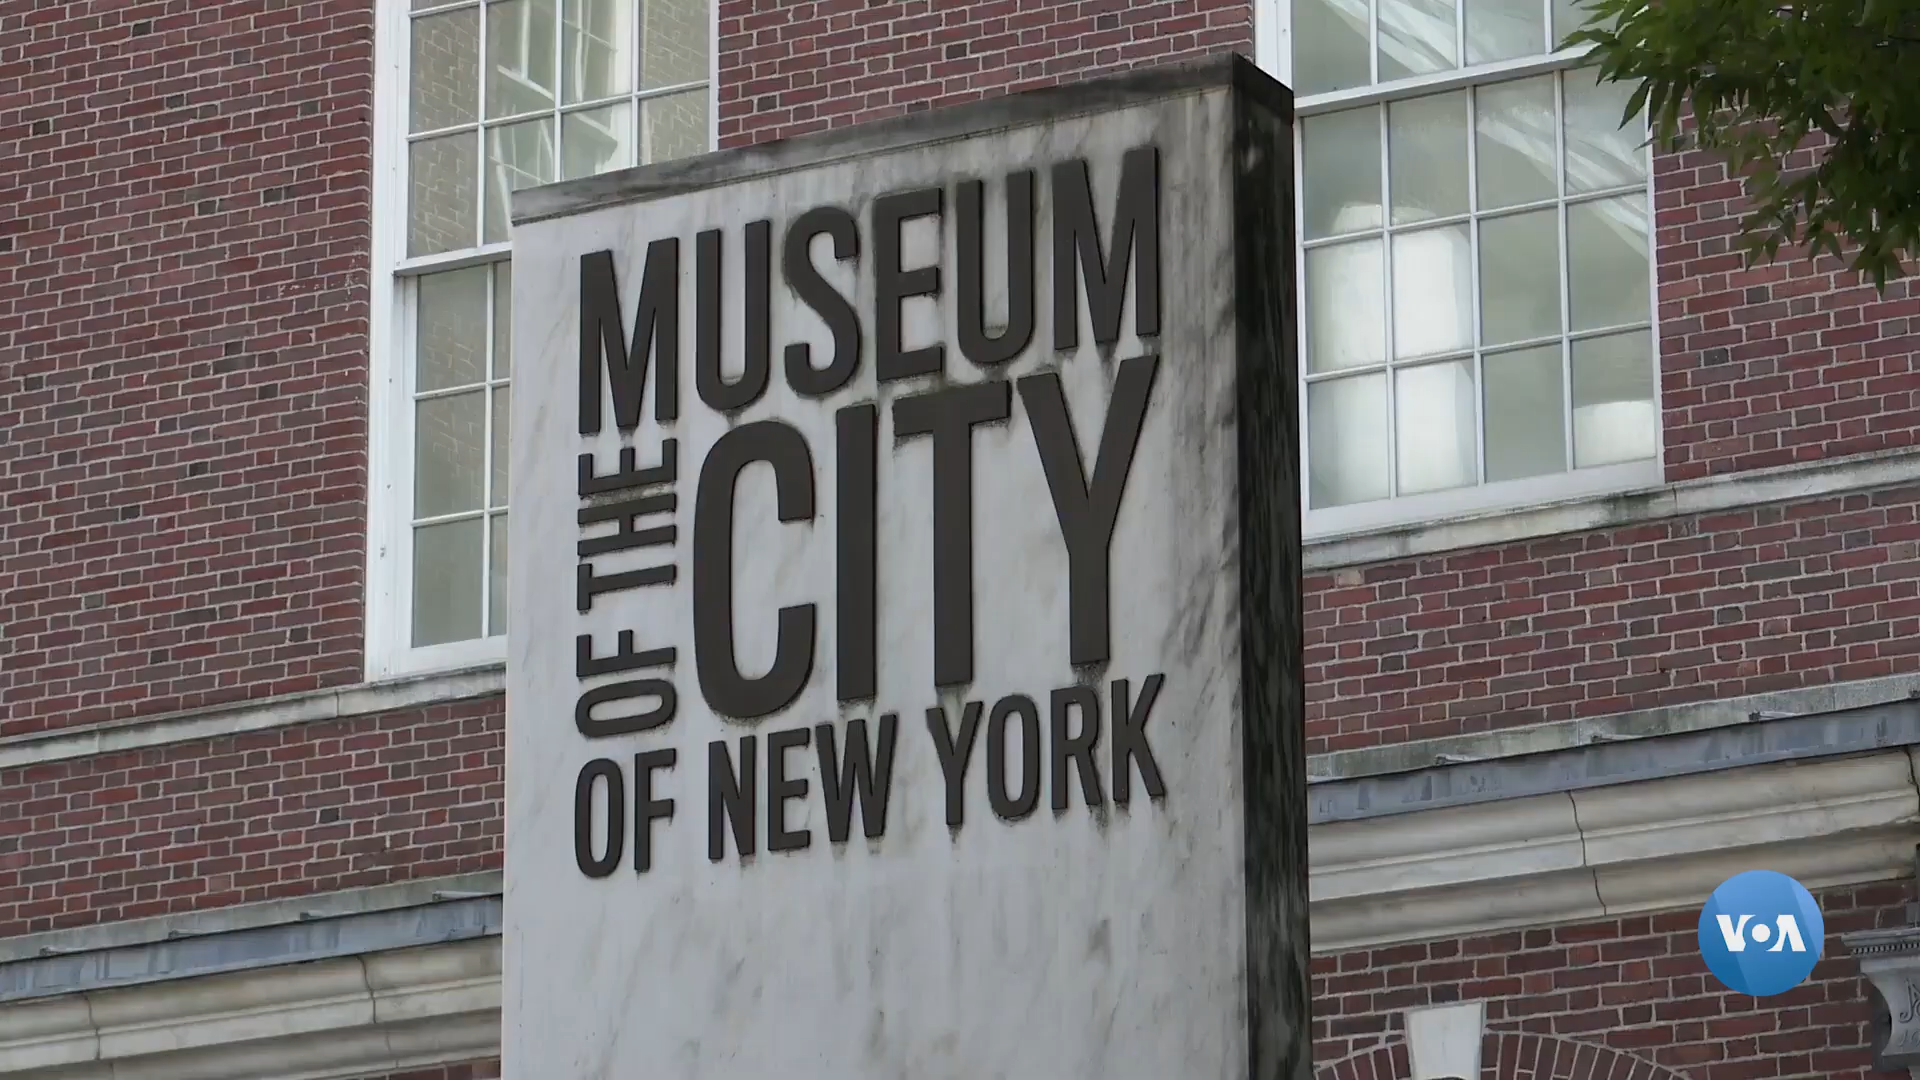 MUSEUM
OF THE
CITY
OF NEW YORK
VOA